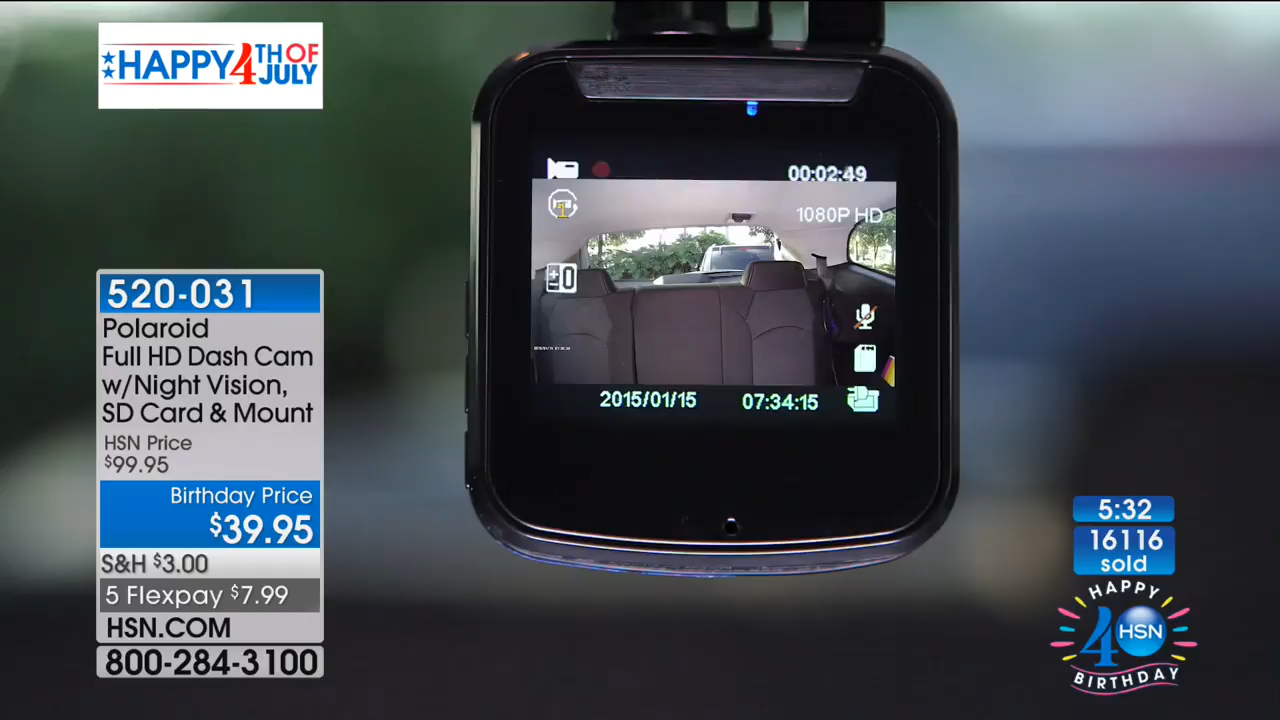 HAPPY 4TH OF JULY
520-031
Polaroid
Full HD Dash Cam
w/Night Vision,
SD Card & Mount
HSN Price
$99.95
Birthday Price
$39.95
S&H $3.00
5 Flexpay $7.99
HSN.COM
800-284-3100
00:02:49
1080P HD
±0
2015/01/15
07:34:15
5:32
16116
sold
HAPPY
40
HSN
BIRTHDAY